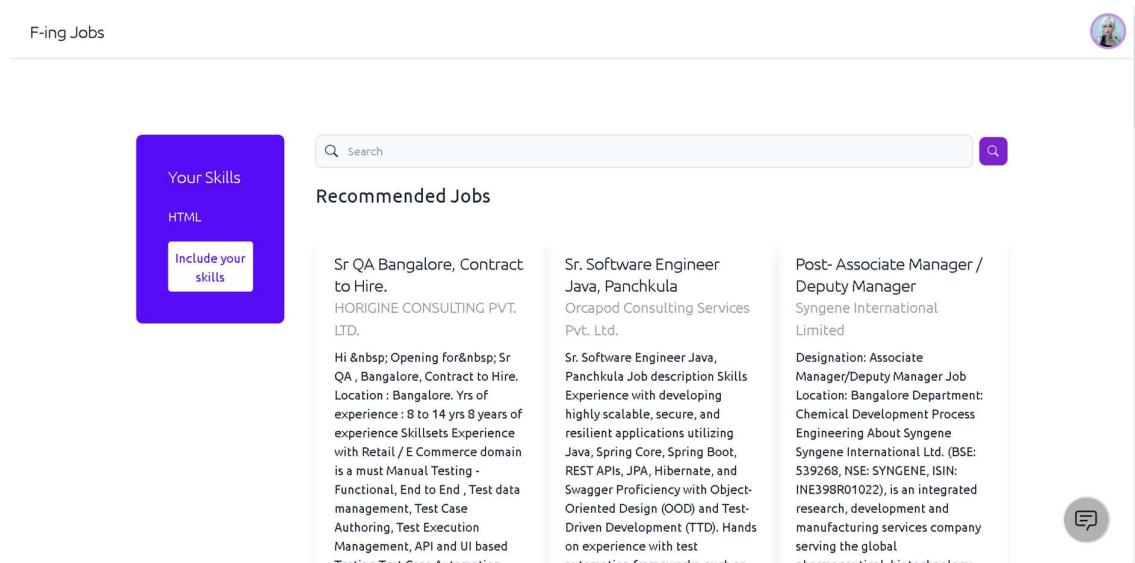 F-ing Jobs
Your Skills
HTML
Include your
skills
Search
Recommended Jobs
Sr QA Bangalore, Contract
to Hire.
HORIGINE CONSULTING PVT.
LTD.
Hi &nbsp; Opening for&nbsp; Sr
QA , Bangalore, Contract to Hire.
Location : Bangalore. Yrs of
experience : 8 to 14 yrs 8 years of
experience Skillsets Experience
with Retail / E Commerce domain
is a must Manual Testing -
Functional, End to End , Test data
management, Test Case
Authoring, Test Execution
Management, API and UI based
Sr. Software Engineer
Java, Panchkula
Orcapod Consulting Services
Pvt. Ltd.
Sr. Software Engineer Java,
Panchkula Job description Skills
Experience with developing
highly scalable, secure, and
resilient applications utilizing
Java, Spring Core, Spring Boot,
REST APIs, JPA, Hibernate, and
Swagger Proficiency with Object-
Oriented Design (OOD) and Test-
Driven Development (TTD). Hands
on experience with test
Post- Associate Manager /
Deputy Manager
Syngene International
Limited
Designation: Associate
Manager/Deputy Manager Job
Location: Bangalore Department:
Chemical Development Process
Engineering About Syngene
Syngene International Ltd. (BSE:
539268, NSE: SYNGENE, ISIN:
INE398R01022), is an integrated
research, development and
manufacturing services company
serving the global